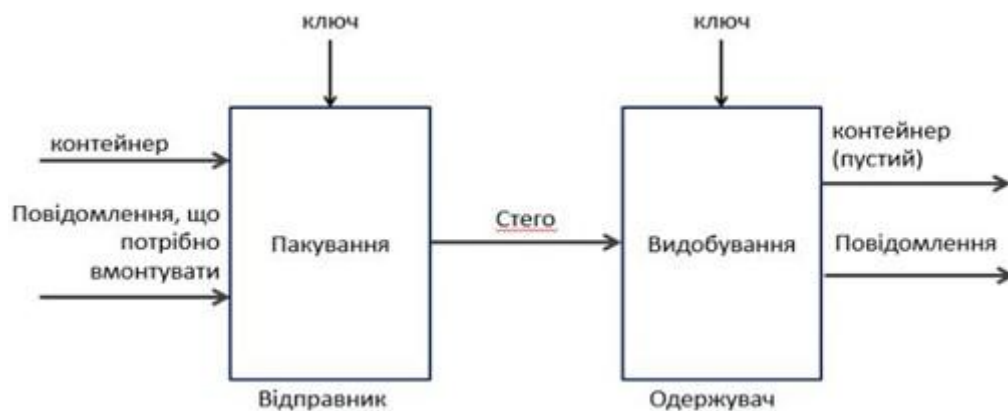 ключ
ключ
контейнер
Повідомлення, що
потрібно
вмонтувати
Пакування
Стего
Видобування
контейнер
(пустий)
Повідомлення
Відправник
Одержувач